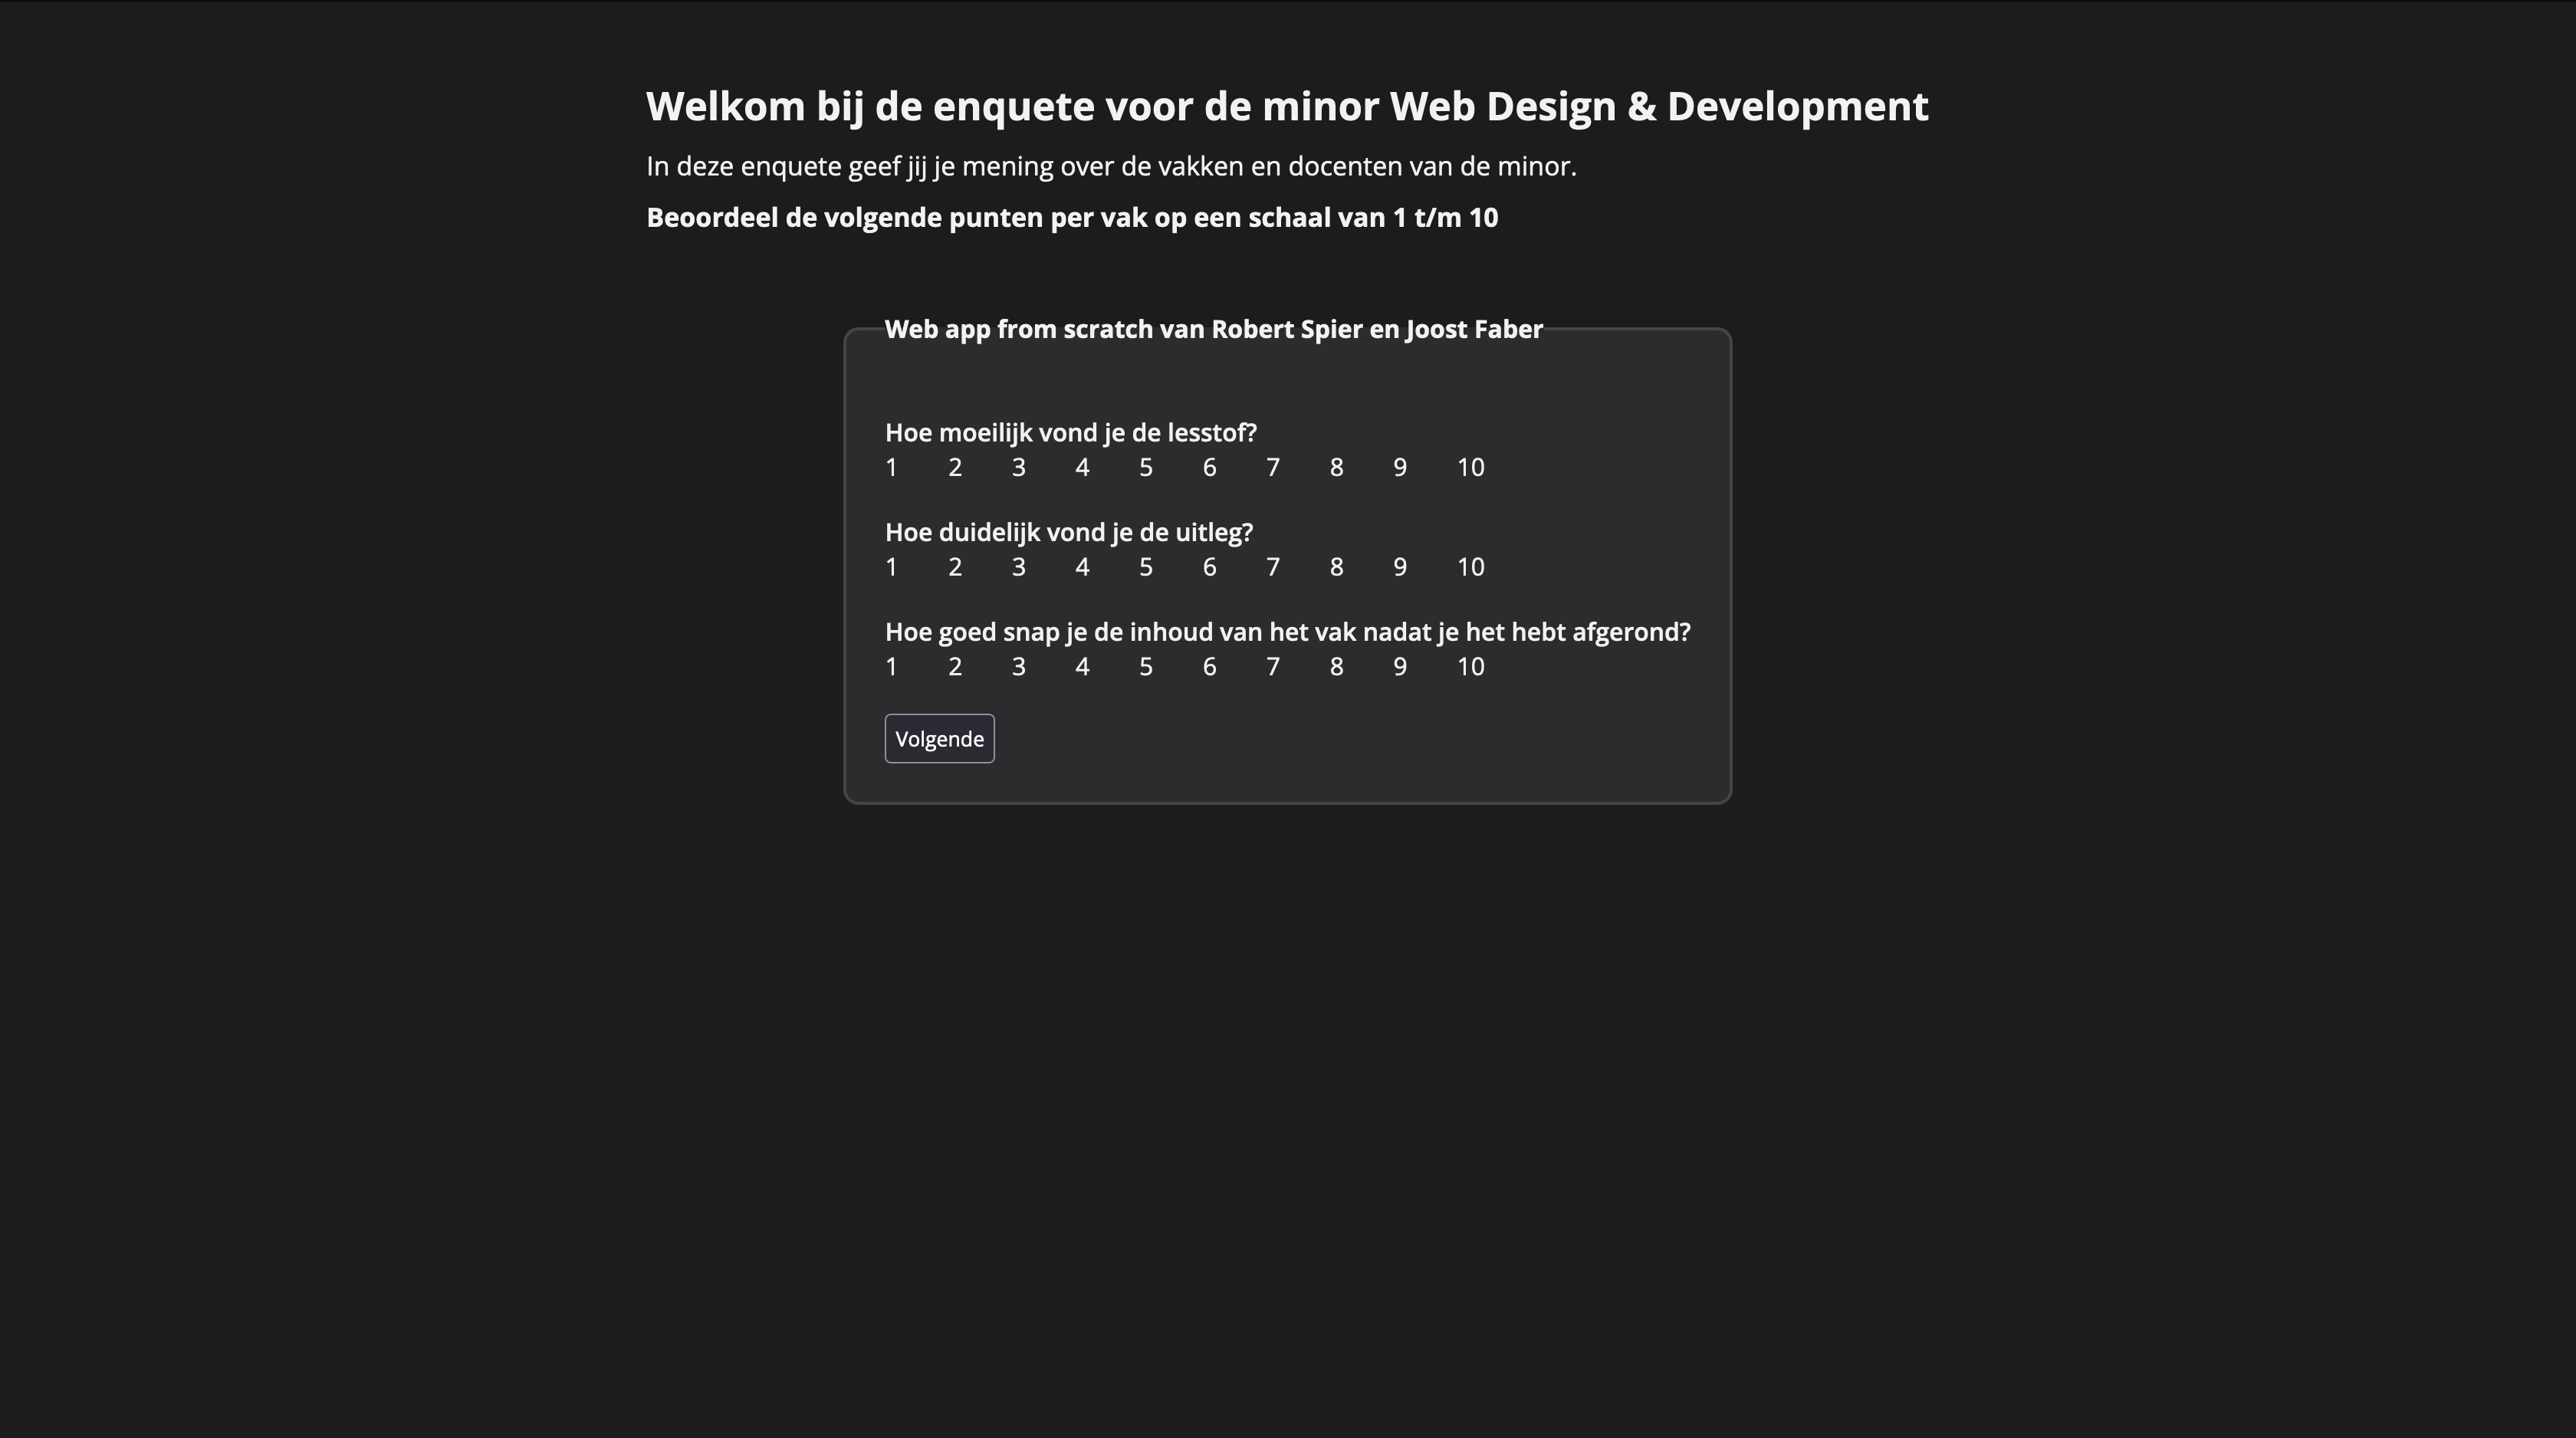 Welkom bij de enquete voor de minor Web Design & Development
In deze enquete geef jij je mening over de vakken en docenten van de minor.
Beoordeel de volgende punten per vak op een schaal van 1 t/m 10
Web app from scratch van Robert Spier en Joost Faber
Hoe moeilijk vond je de lesstof?
1 2 3 4 5 6 7 8 9 10
Hoe duidelijk vond je de uitleg?
1 2 3 4 5 6 7 8 9 10
Hoe goed snap je de inhoud van het vak nadat je het hebt afgerond?
1 2 3 4 5 6 7 8 9 10
Volgende